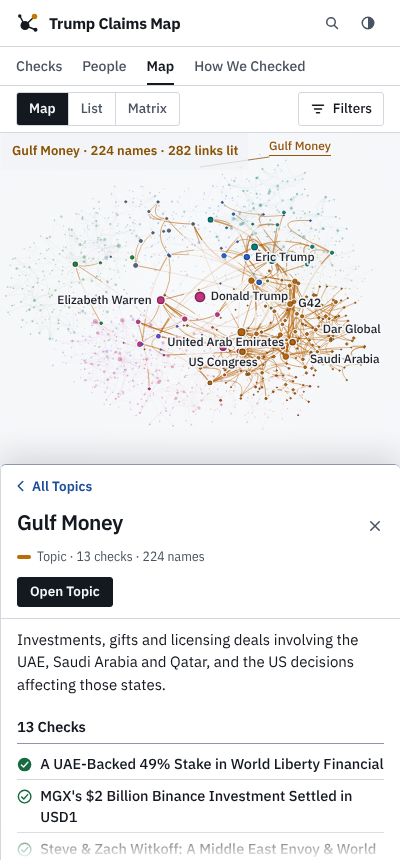 Trump Claims Map
Checks People Map How We Checked
Map List Matrix Filters
Gulf Money · 224 names · 282 links lit
Gulf Money
Eric Trump
Elizabeth Warren
Donald Trump
G42
Dar Global
United Arab Emirates
Saudi Arabia
US Congress
All Topics
Gulf Money
Topic · 13 checks · 224 names
Open Topic
Investments, gifts and licensing deals involving the
UAE, Saudi Arabia and Qatar, and the US decisions
affecting those states.
13 Checks
A UAE-Backed 49% Stake in World Liberty Financial
MGX's $2 Billion Binance Investment Settled in
USD1
Steve & Zach Witkoff: A Middle East Envoy & World